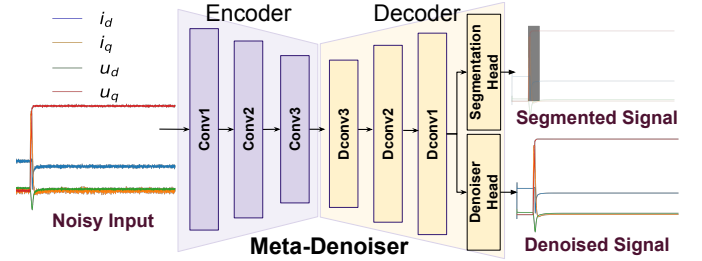 Encoder
Decoder
i_d
i_q
u_d
u_q
Noisy Input
Conv1
Conv2
Conv3
Dconv3
Dconv2
Dconv1
Segmentation
Head
Denoiser
Head
Segmented Signal
Denoised Signal
Meta-Denoiser